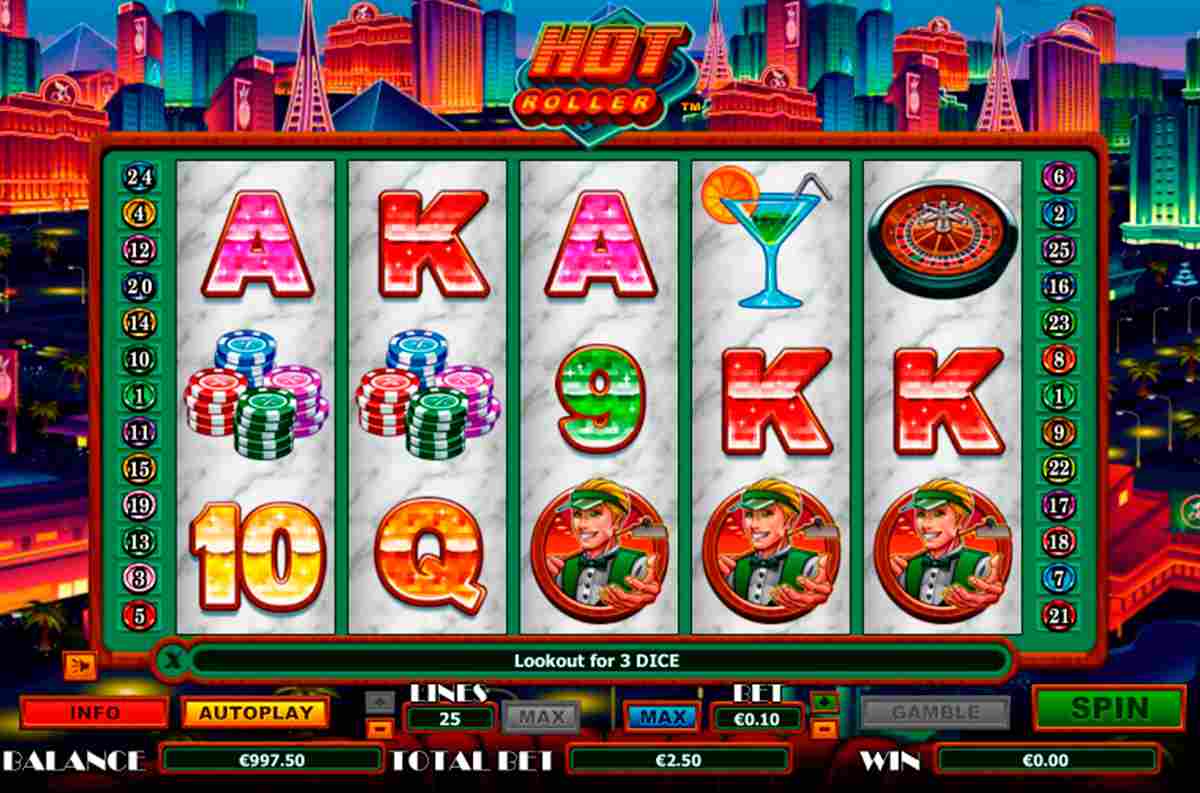 HOT
ROLLER
TM
24
6
4
2
12
25
20
16
14
23
10
8
1
1
11
9
15
22
19
17
13
18
3
7
5
21
A K A
9 K K
10 Q
X
Lookout for 3 DICE
LINES BET
INFO AUTOPLAY 25 MAX MAX €0.10 GAMBLE SPIN
BALANCE €997.50 TOTAL BET €2.50 WIN €0.00